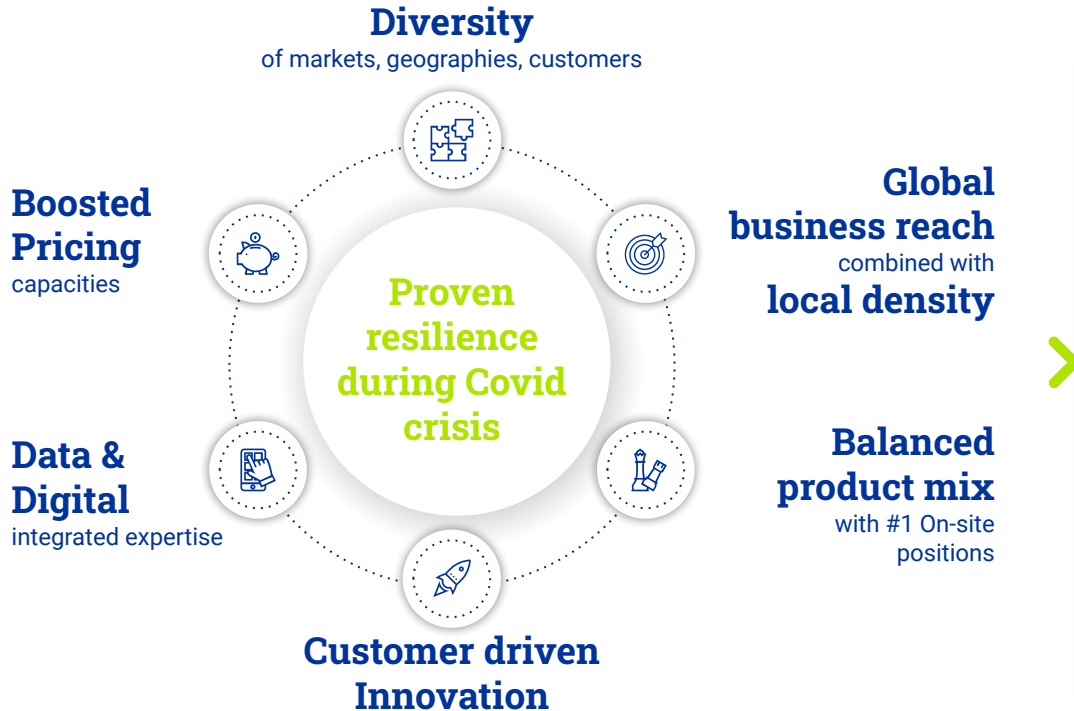 Diversity
of markets, geographies, customers
Global
business reach
combined with
local density
Balanced
product mix
with #1 On-site
positions
Customer driven
Innovation
Data &
Digital
integrated expertise
Boosted
Pricing
capacities
Proven
resilience
during Covid
crisis